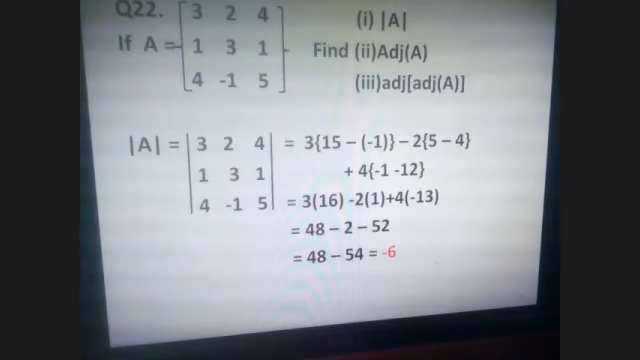 Q22. [3 2 4] (i) |A|
If A = [1 3 1] Find (ii)Adj(A)
[4 -1 5] (iii)adj[adj(A)]
|A| = |3 2 4| = 3{15 – (-1)} – 2{5 – 4}
|1 3 1| + 4{-1 -12}
|4 -1 5| = 3(16) -2(1)+4(-13)
= 48 – 2 – 52
= 48 – 54 = -6